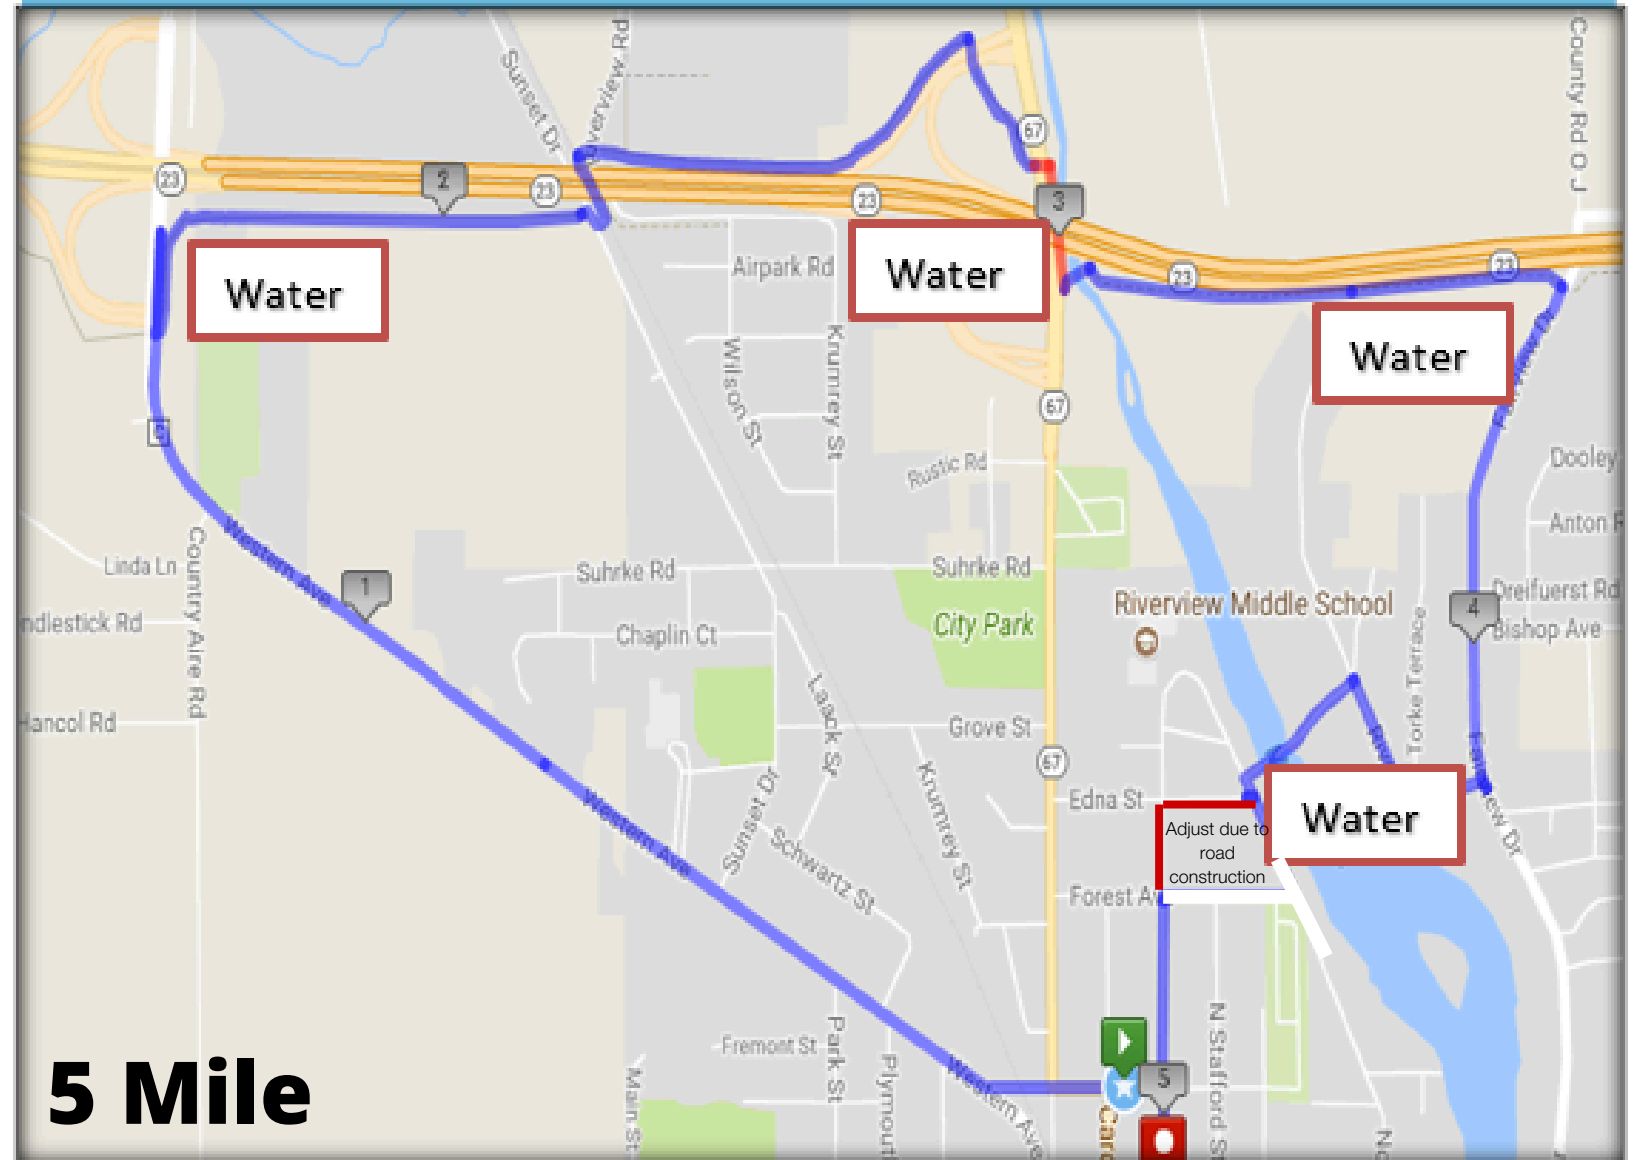 Sunset Dr
Riverview Rd
County Rd O J
67
23
2
23
23
3
23
23
Water
Airpark Rd
Water
Water
Wilson St
Krumrey St
67
Rustic Rd
Dooley
Anton R
Western Ave
Linda Ln
Country Aire Rd
1
Suhrke Rd
Suhrke Rd
Riverview Middle School
Dreifuerst Rd
4
ndlestick Rd
Chaplin Ct
City Park
Bishop Ave
Torke Terrace
Hancol Rd
Laack St
Grove St
67
Krumrey St
Edna St
Water
Adjust due to
road
construction
Western Ave
Sunset Dr
Schwartz St
Forest Av
ew Dr
N Stafford St
Fremont St
Park St
Plymout
Main St
Western Ave
5
5 Mile